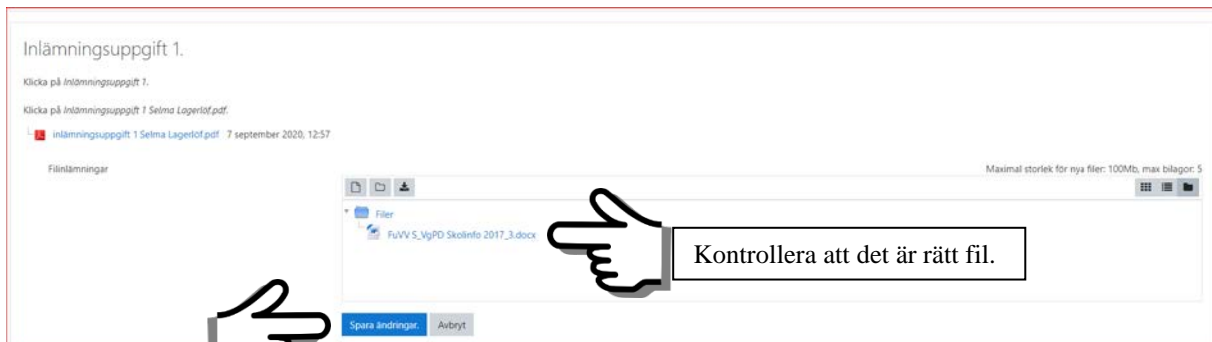 Inlämningsuppgift 1.
Klicka på Inlämningsuppgift 1.
Klicka på Inlämningsuppgift 1 Selma Lagerlöf.pdf.
inlämningsuppgift 1 Selma Lagerlöf.pdf 7 september 2020, 12:57
Filinlämningar
Maximal storlek för nya filer: 100Mb, max bilagor: 5
Filer
FuVV S_VgPD Skolinfo 2017_3.docx
Kontrollera att det är rätt fil.
Spara ändringar. Avbryt